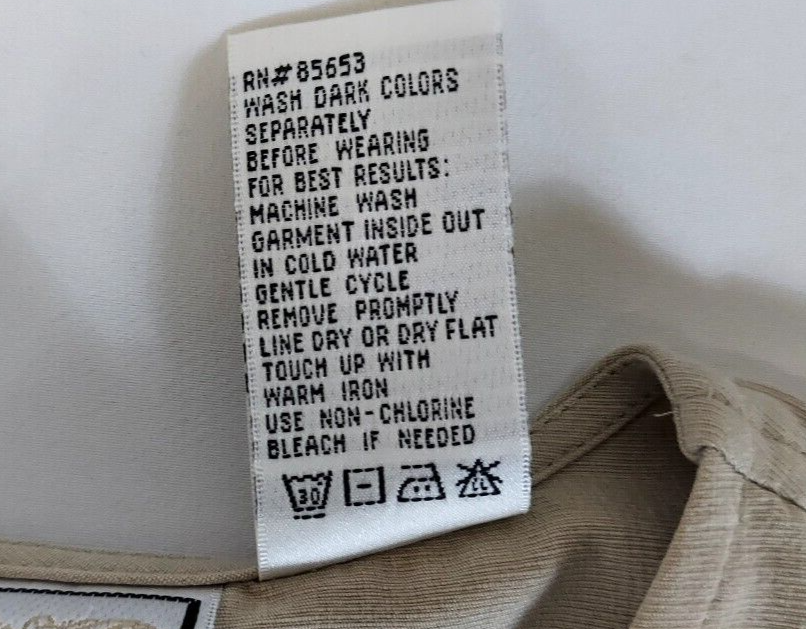 RN#85653
WASH DARK COLORS
SEPARATELY
BEFORE WEARING
FOR BEST RESULTS:
MACHINE WASH
GARMENT INSIDE OUT
IN COLD WATER
GENTLE CYCLE
REMOVE PROMPTLY
LINE DRY OR DRY FLAT
TOUCH UP WITH
WARM IRON
USE NON-CHLORINE
BLEACH IF NEEDED
30 CL